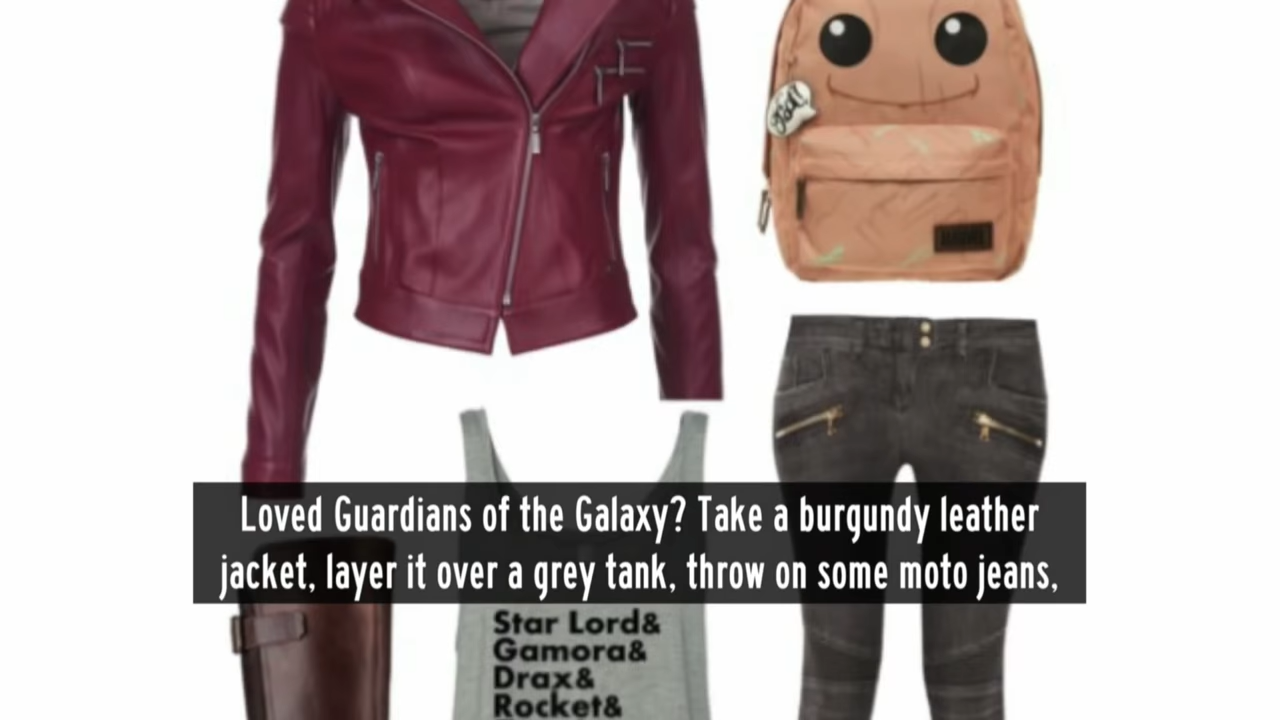 Loved Guardians of the Galaxy? Take a burgundy leather
jacket, layer it over a grey tank, throw on some moto jeans,
Star Lord&
Gamora&
Drax&
Rocket&